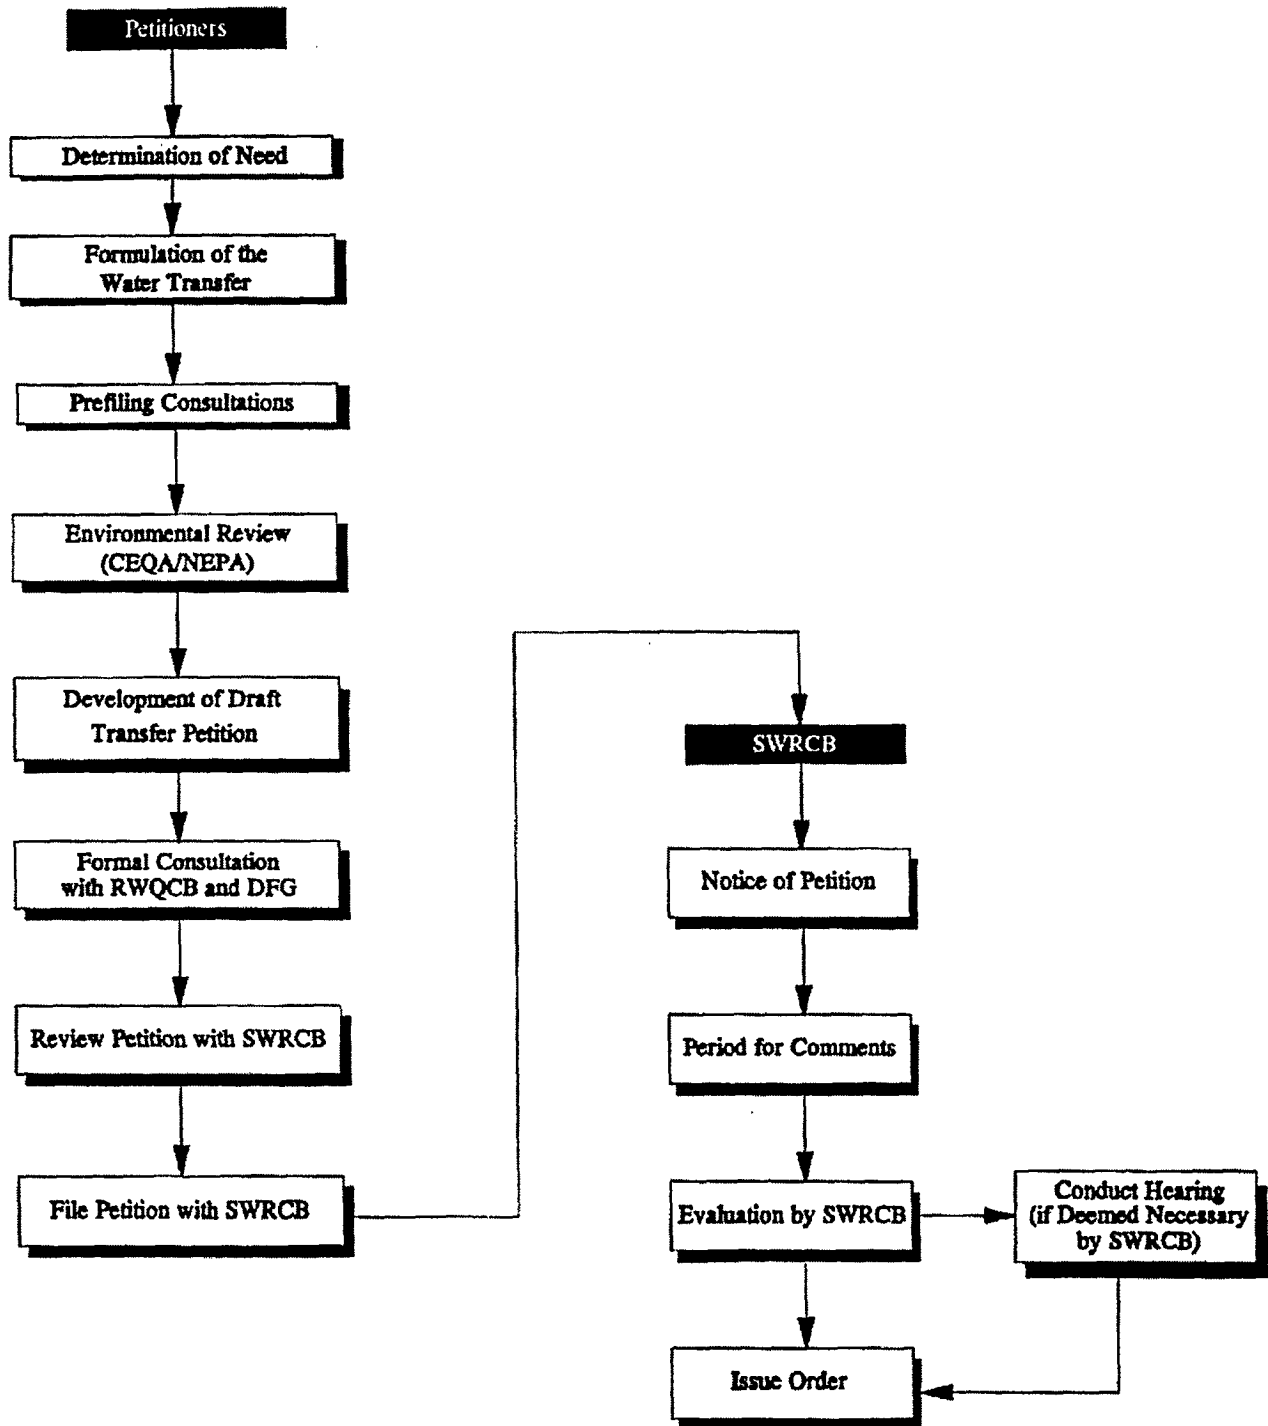 Petitioners
Determination of Need
Formulation of the
Water Transfer
Prefiling Consultations
Environmental Review
(CEQA/NEPA)
Development of Draft
Transfer Petition
Formal Consultation
with RWQCB and DFG
Review Petition with SWRCB
File Petition with SWRCB
SWRCB
Notice of Petition
Period for Comments
Evaluation by SWRCB
Conduct Hearing
(if Deemed Necessary
by SWRCB)
Issue Order